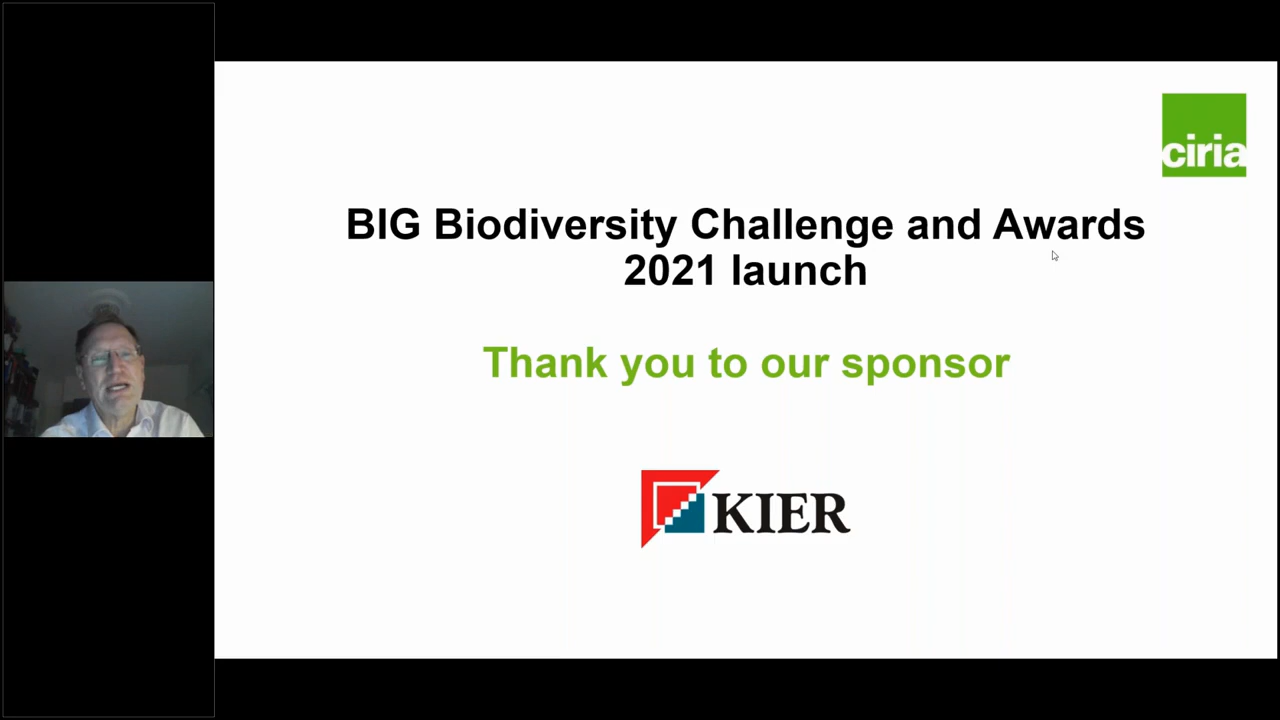 ciria
BIG Biodiversity Challenge and Awards
2021 launch
Thank you to our sponsor
KIER